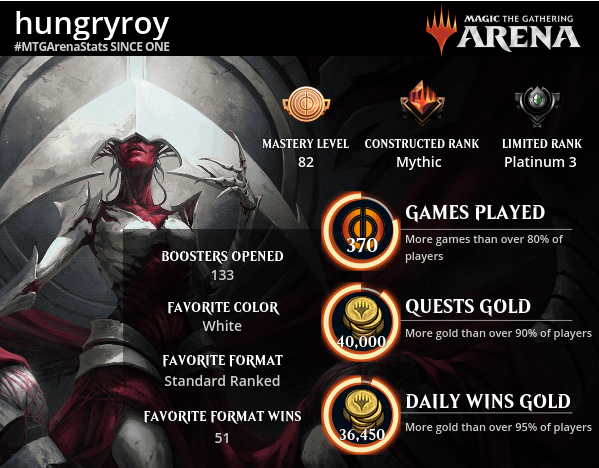 hungryroy
#MTGArenaStats SINCE ONE
MAGIC THE GATHERING
ARENA
MASTERY LEVEL
82
CONSTRUCTED RANK
Mythic
LIMITED RANK
Platinum 3
370
GAMES PLAYED
More games than over 80% of
players
BOOSTERS OPENED
133
FAVORITE COLOR
White
FAVORITE FORMAT
Standard Ranked
FAVORITE FORMAT WINS
51
40,000
QUESTS GOLD
More gold than over 90% of players
36,450
DAILY WINS GOLD
More gold than over 95% of players